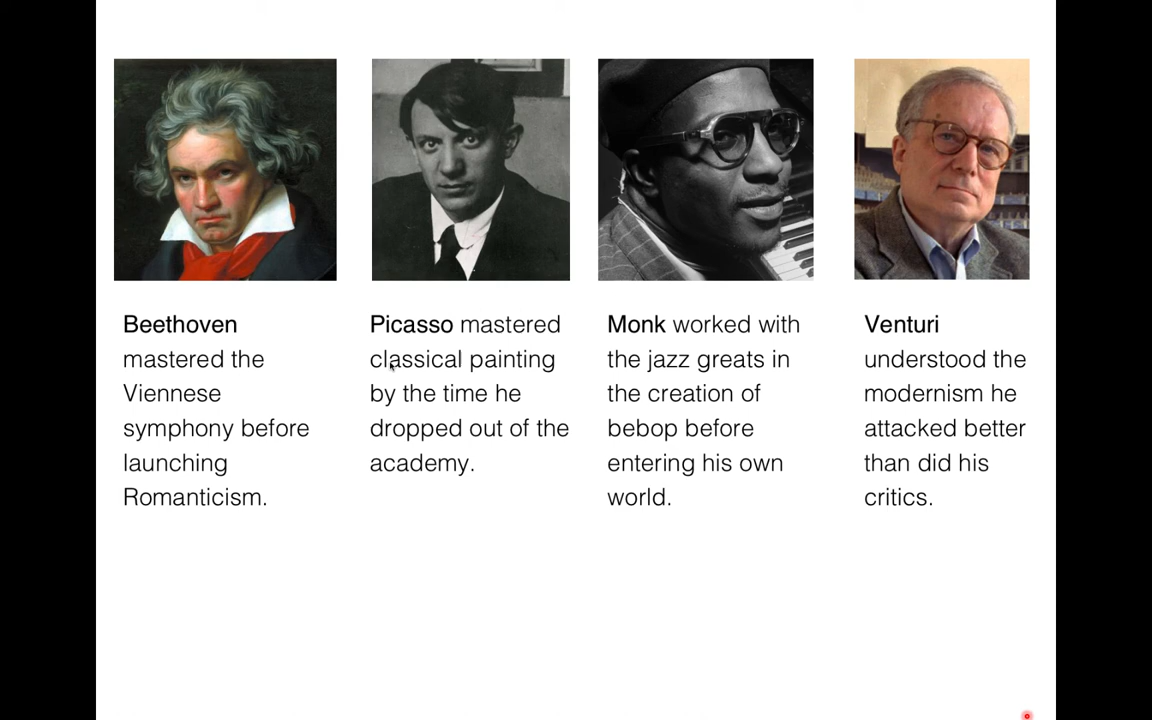 Beethoven
mastered the
Viennese
symphony before
launching
Romanticism.
Picasso mastered
classical painting
by the time he
dropped out of the
academy.
Monk worked with
the jazz greats in
the creation of
bebop before
entering his own
world.
Venturi
understood the
modernism he
attacked better
than did his
critics.